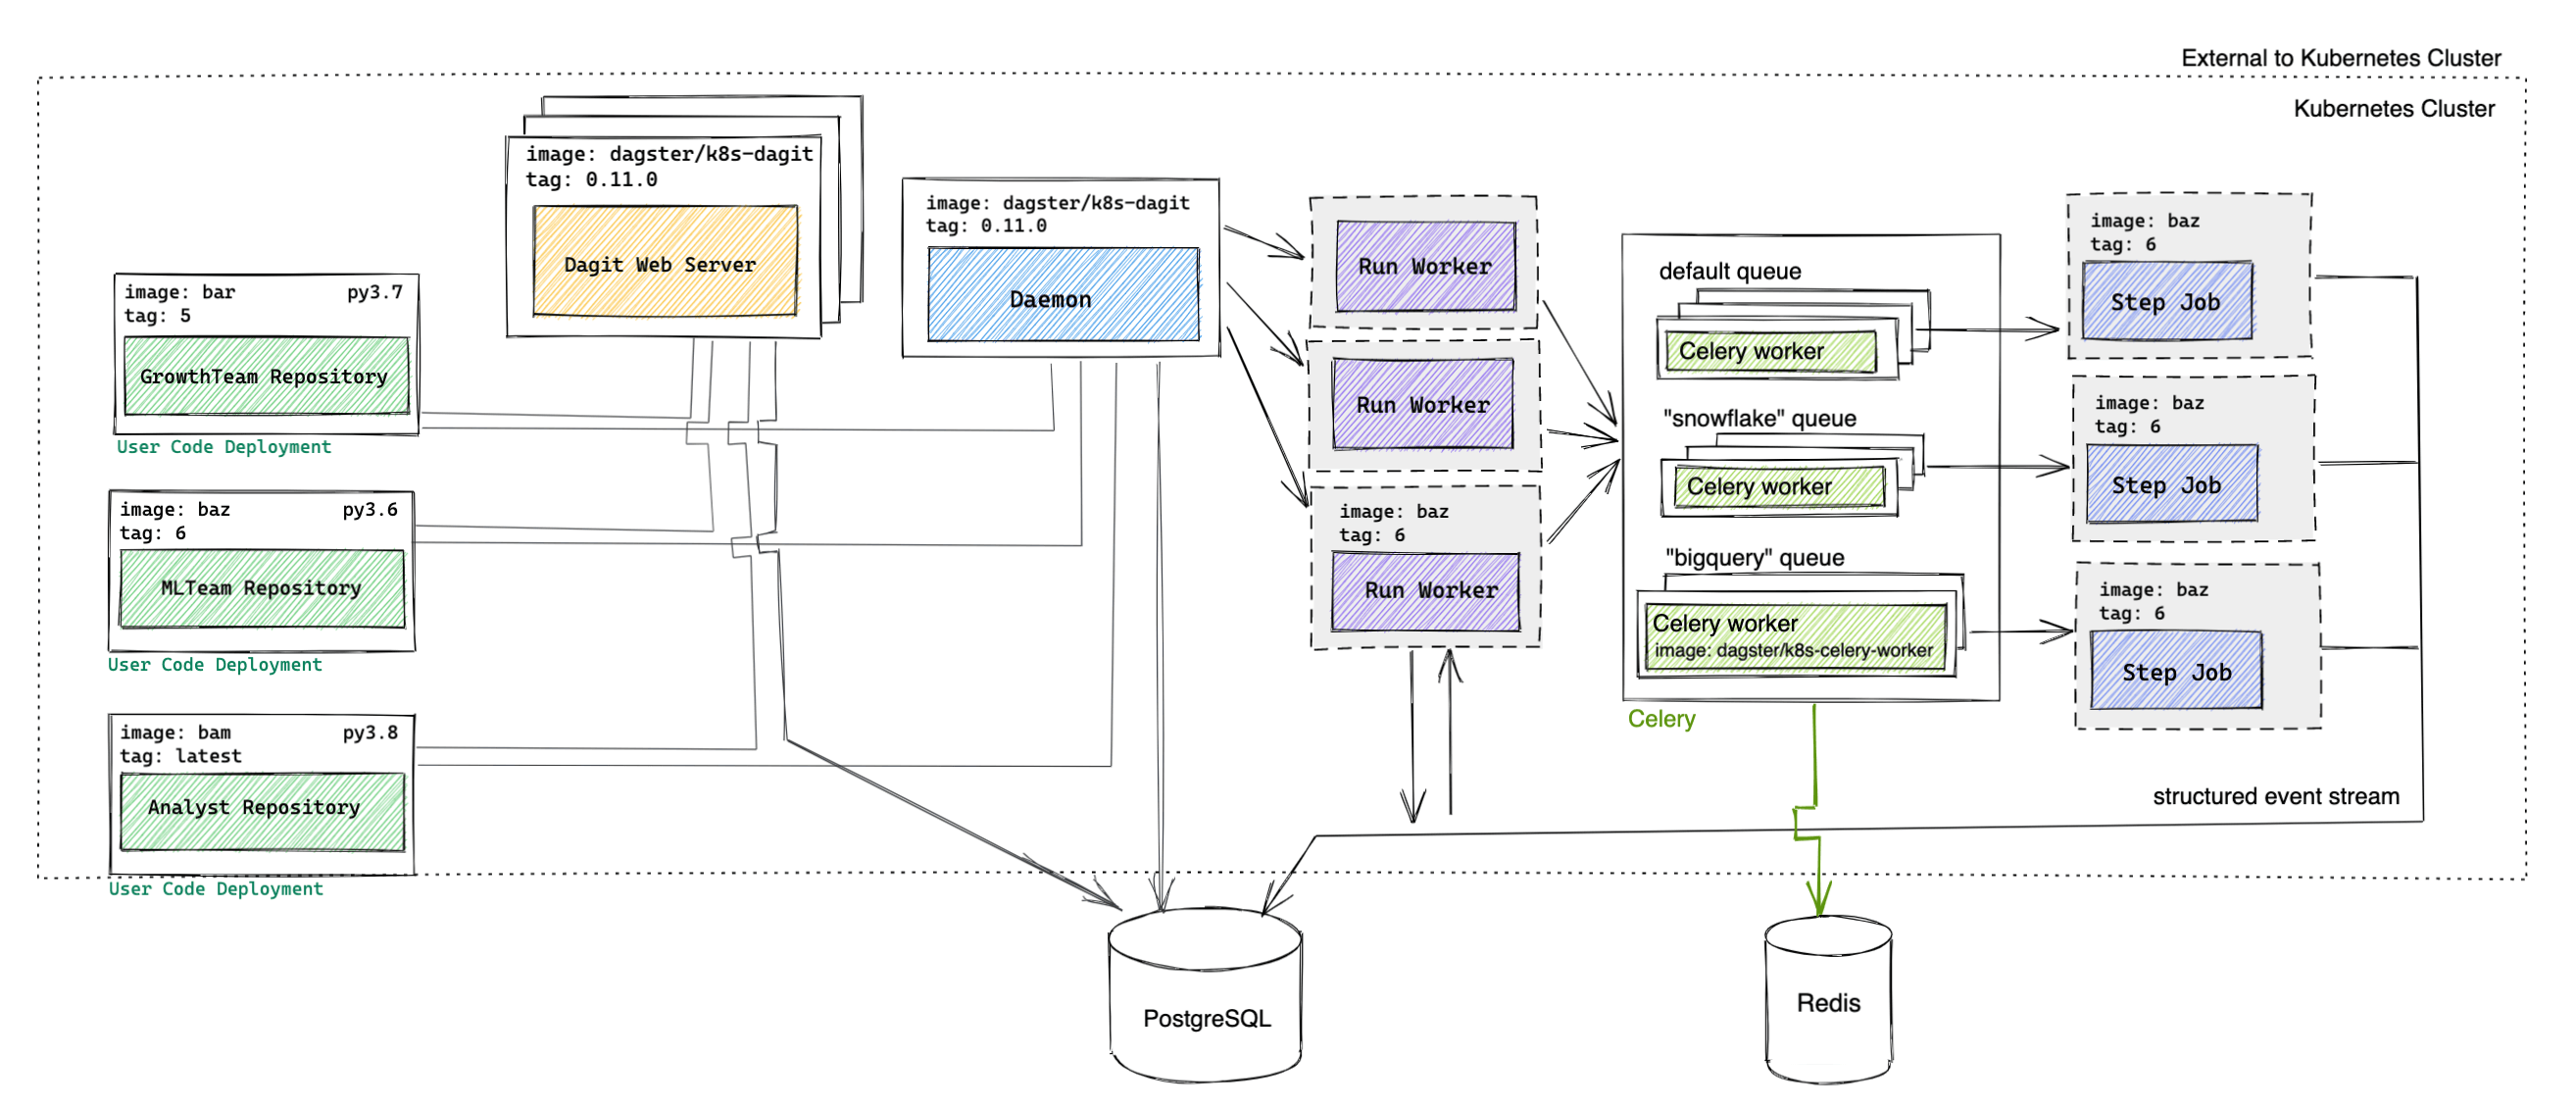 External to Kubernetes Cluster
Kubernetes Cluster
image: dagster/k8s-dagit
tag: 0.11.0
Dagit Web Server
image: dagster/k8s-dagit
tag: 0.11.0
Daemon
image: bar py3.7
tag: 5
GrowthTeam Repository
User Code Deployment
image: baz py3.6
tag: 6
MLTeam Repository
User Code Deployment
image: bam py3.8
tag: latest
Analyst Repository
User Code Deployment
Run Worker
Run Worker
image: baz
tag: 6
Run Worker
default queue
Celery worker
"snowflake" queue
Celery worker
"bigquery" queue
Celery worker
image: dagster/k8s-celery-worker
Celery
image: baz
tag: 6
Step Job
image: baz
tag: 6
Step Job
image: baz
tag: 6
Step Job
structured event stream
PostgreSQL
Redis